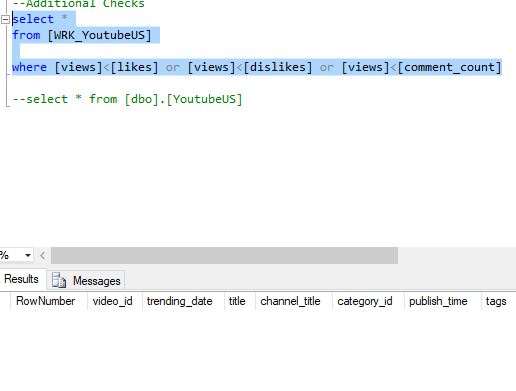 --Additional Checks
select *
from [WRK_YoutubeUS]
where [views]<[likes] or [views]<[dislikes] or [views]<[comment_count]
--select * from [dbo].[YoutubeUS]
%
Results Messages
RowNumber video_id trending_date title channel_title category_id publish_time tags